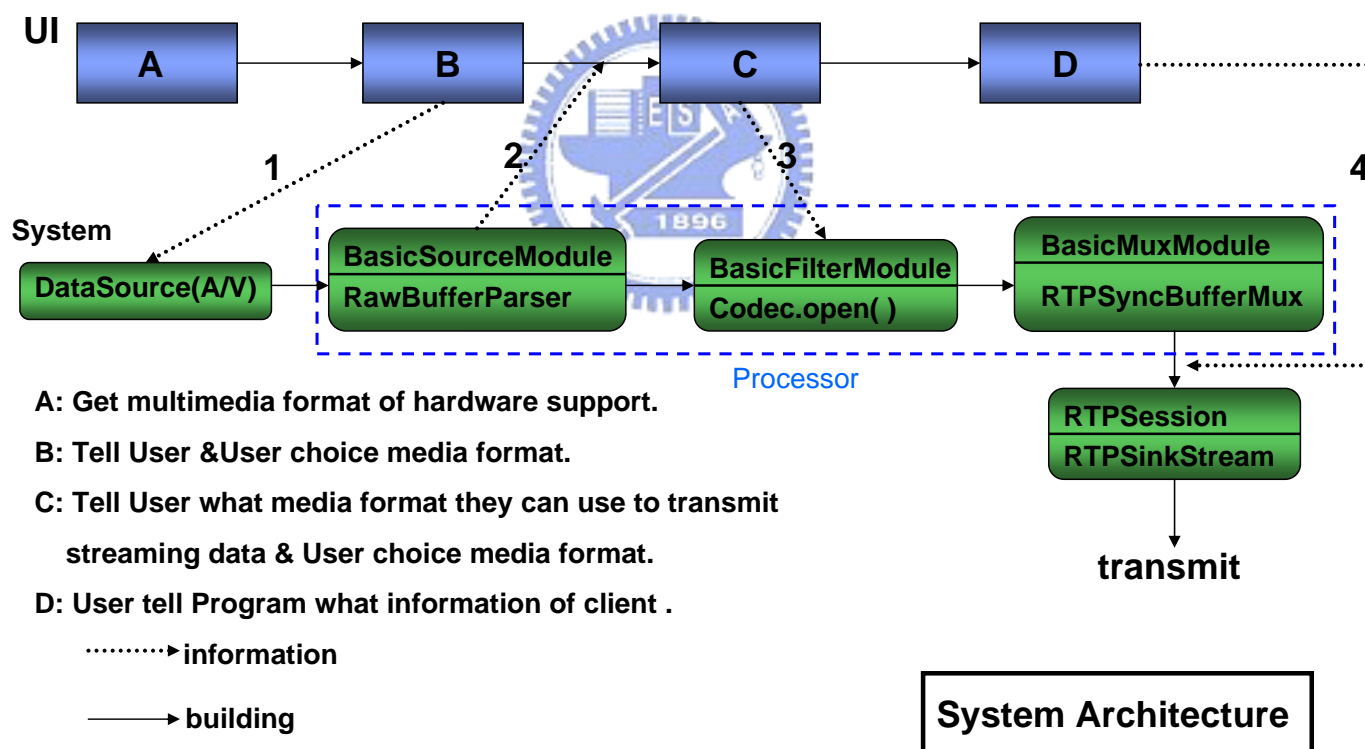 UI
A
B
C
D
1
2
3
4
E S A
1896
System
DataSource(A/V)
BasicSourceModule
RawBufferParser
BasicFilterModule
Codec.open( )
BasicMuxModule
RTPSyncBufferMux
Processor
RTPSession
RTPSinkStream
transmit
A: Get multimedia format of hardware support.
B: Tell User &User choice media format.
C: Tell User what media format they can use to transmit
streaming data & User choice media format.
D: User tell Program what information of client .
information
building
System Architecture